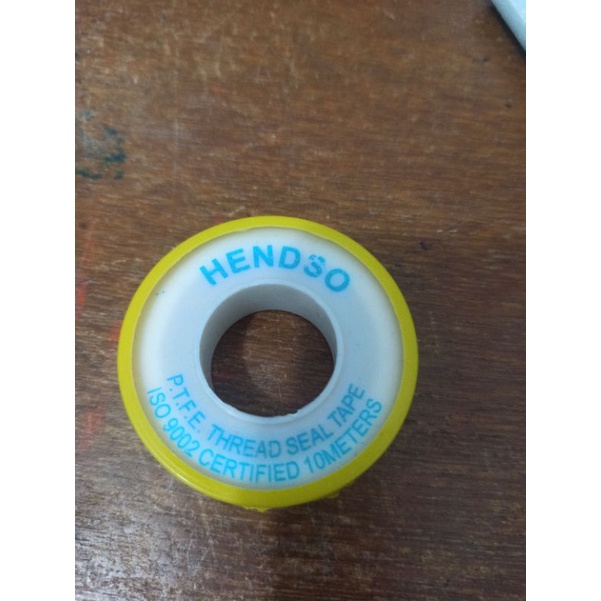 HENDSO
P.T.F.E. THREAD SEAL TAPE
ISO 9002 CERTIFIED 10METERS